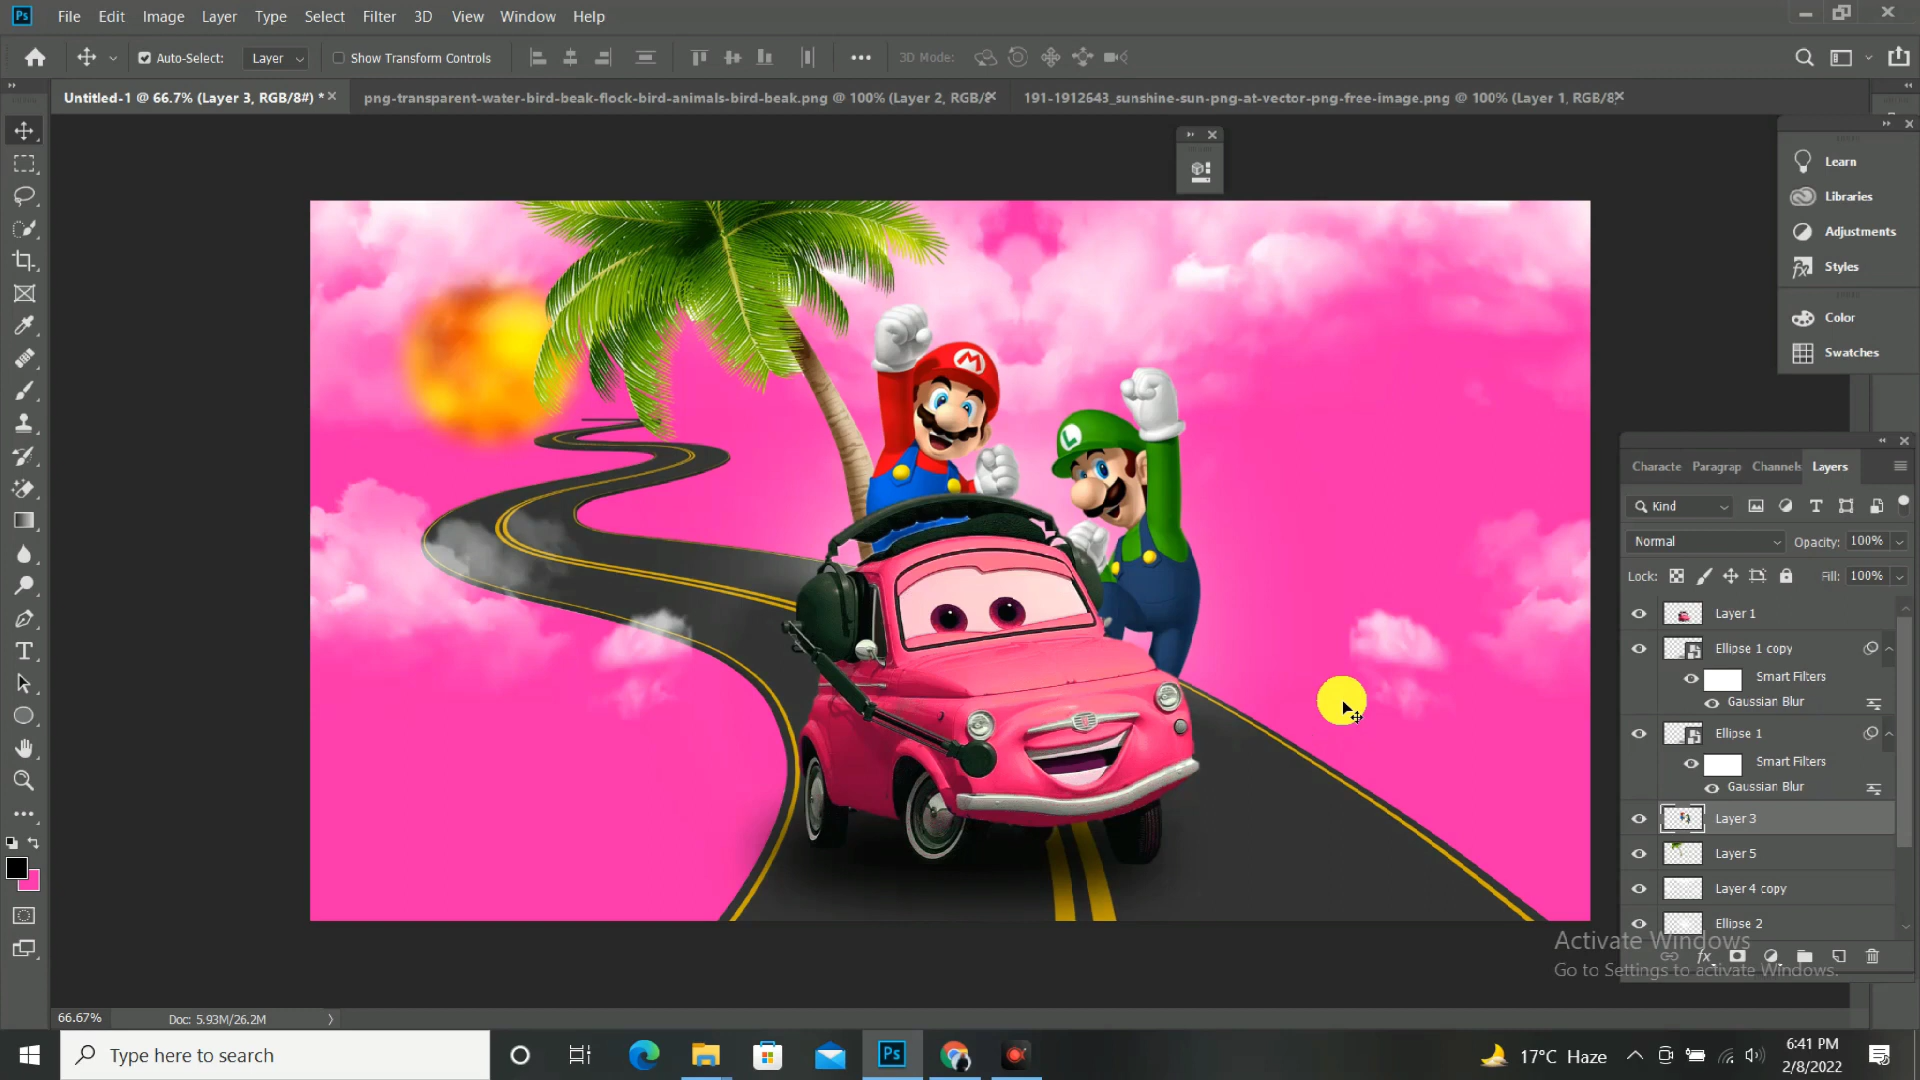 Ps File Edit Image Layer Type Select Filter 3D View Window Help
Auto-Select: Layer Show Transform Controls 3D Mode:
Untitled-1 @ 66.7% (Layer 3, RGB/8#) * png-transparent-water-bird-beak-flock-bird-animals-bird-beak.png @ 100% (Layer 2, RGB/8 191-1912643_sunshine-sun-png-at-vector-png-free-image.png @ 100% (Layer 1, RGB/8
Learn
Libraries
Adjustments
Styles
Color
Swatches
M
L
Characte Paragrap Channels Layers
Kind
Normal Opacity: 100%
Lock: Fill: 100%
Layer 1
Ellipse 1 copy
Smart Filters
Gaussian Blur
Ellipse 1
Smart Filters
Gaussian Blur
Layer 3
Layer 5
Layer 4 copy
Ellipse 2
fx
Activate Windows
Go to Settings to activate Windows.
66.67% Doc: 5.93M/26.2M
Type here to search
Ps
17°C Haze
6:41 PM
2/8/2022